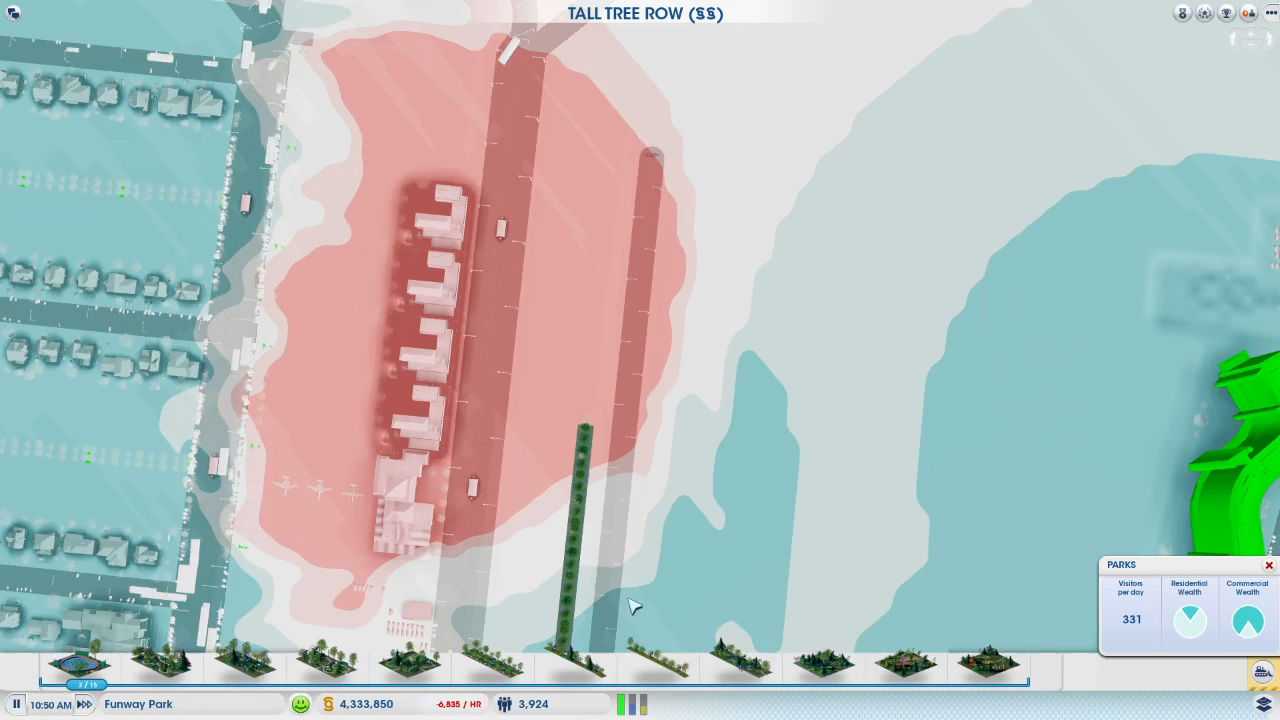 TALL TREE ROW (§§)
PARKS
Visitors per day
Residential Wealth
Commercial Wealth
331
3 / 15
10:50 AM
Funway Park
4,333,850
-6,835 / HR
3,924